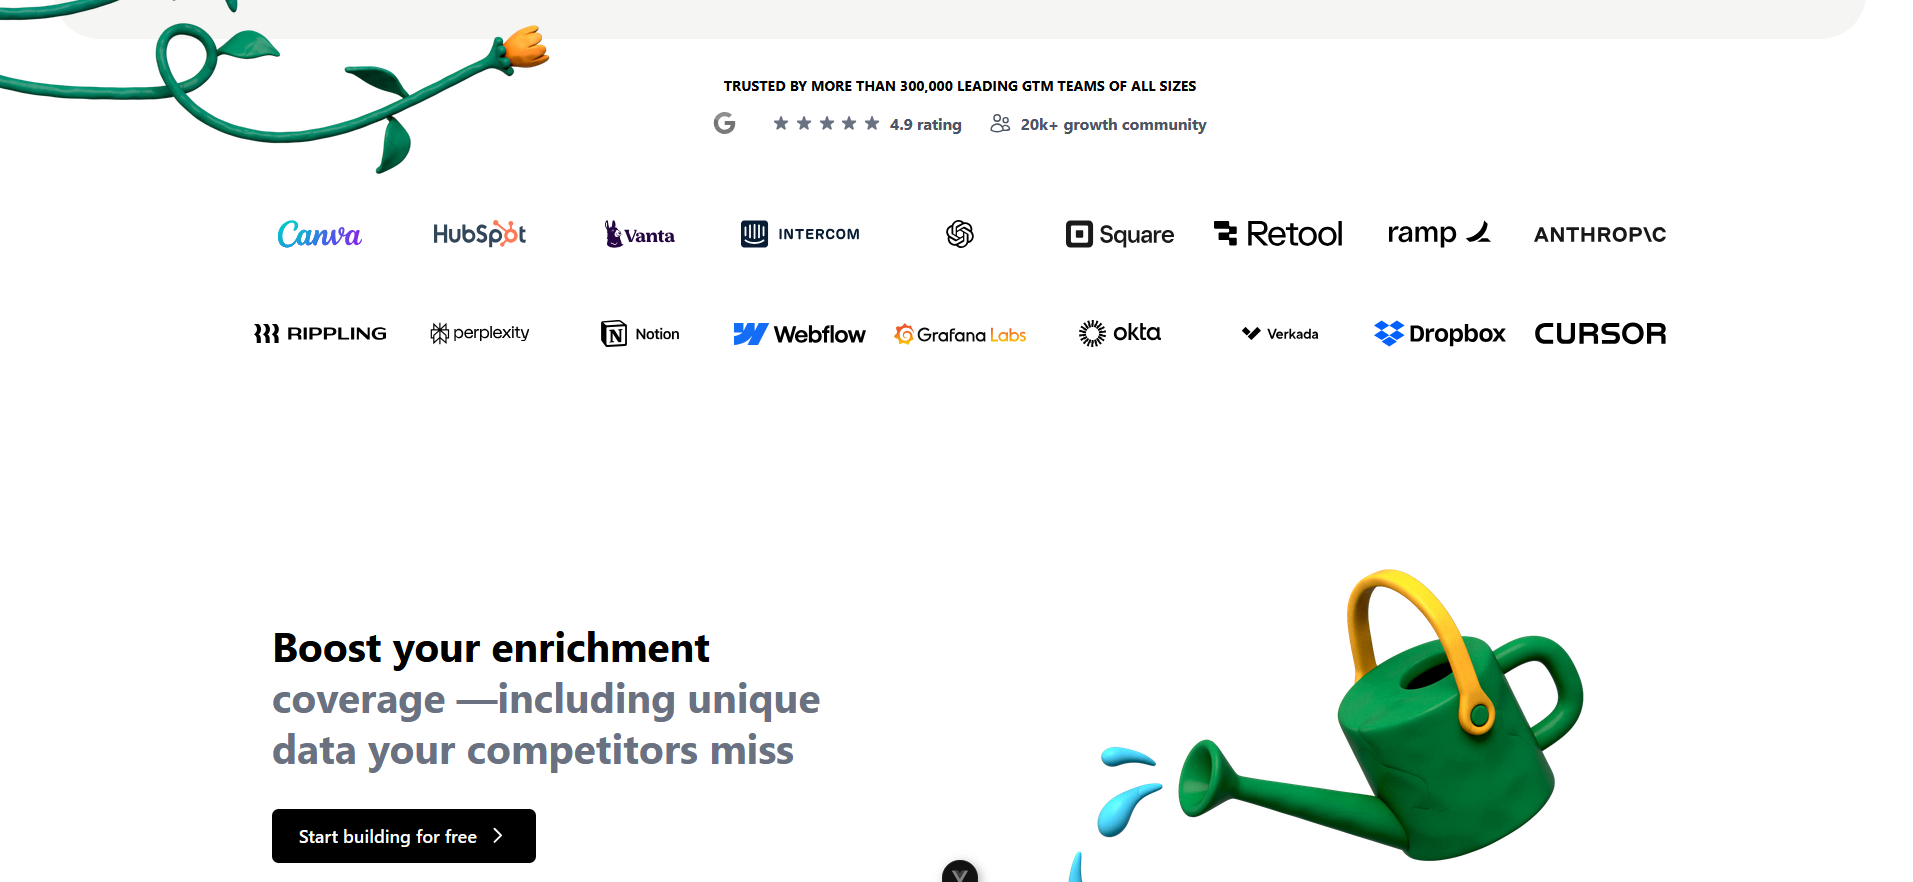 TRUSTED BY MORE THAN 300,000 LEADING GTM TEAMS OF ALL SIZES
G ★★★★★ 4.9 rating 20k+ growth community
Canva HubSpot Vanta INTERCOM Square Retool ramp ANTHROP\C
RIPPLING perplexity Notion Webflow Grafana Labs okta Verkada Dropbox CURSOR
Boost your enrichment
coverage —including unique
data your competitors miss
Start building for free